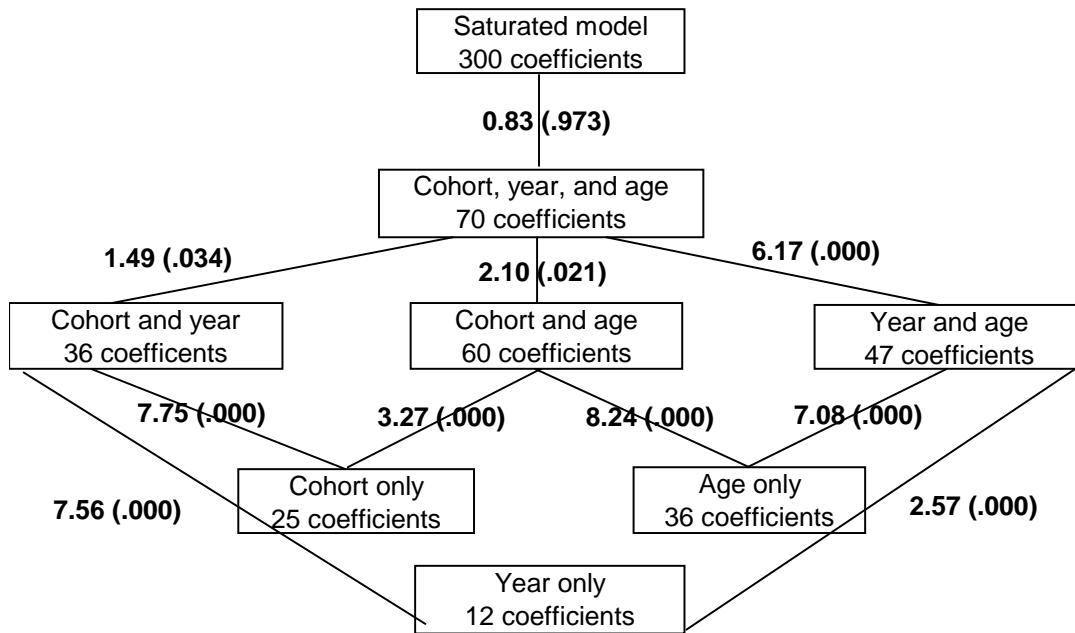 Saturated model
300 coefficients
0.83 (.973)
Cohort, year, and age
70 coefficients
1.49 (.034)
2.10 (.021)
6.17 (.000)
Cohort and year
36 coefficents
Cohort and age
60 coefficients
Year and age
47 coefficients
7.75 (.000)
3.27 (.000)
8.24 (.000)
7.08 (.000)
Cohort only
25 coefficients
Age only
36 coefficients
7.56 (.000)
2.57 (.000)
Year only
12 coefficients